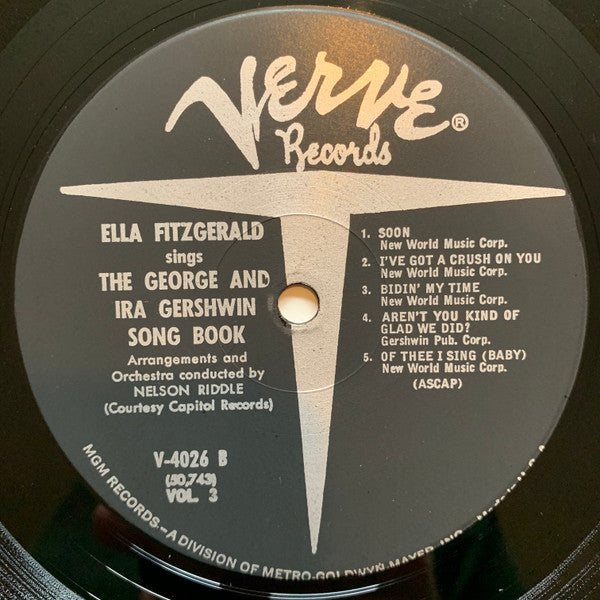 Verve®
Records
ELLA FITZGERALD
sings
THE GEORGE AND
IRA GERSHWIN
SONG BOOK
Arrangements and
Orchestra conducted by
NELSON RIDDLE
(Courtesy Capitol Records)
V-4026 B
(50,743)
VOL. 3
1. SOON
New World Music Corp.
2. I'VE GOT A CRUSH ON YOU
New World Music Corp.
3. BIDIN' MY TIME
New World Music Corp.
4. AREN'T YOU KIND OF
GLAD WE DID?
Gershwin Pub. Corp.
5. OF THEE I SING (BABY)
New World Music Corp.
(ASCAP)
MGM RECORDS—A DIVISION OF METRO-GOLDWYN-MAYER, INC.